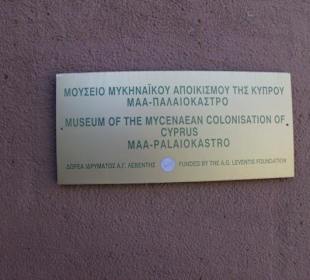 ΜΟΥΣΕΙΟ ΜΥΚΗΝΑΪΚΟΥ ΑΠΟΙΚΙΣΜΟΥ ΤΗΣ ΚΥΠΡΟΥ
ΜΑΑ-ΠΑΛΑΙΟΚΑΣΤΡΟ
MUSEUM OF THE MYCENAEAN COLONISATION OF
CYPRUS
MAA-PALAIOKASTRO
ΔΩΡΕΑ ΙΔΡΥΜΑΤΟΣ Α.Γ. ΛΕΒΕΝΤΗΣ FUNDED BY THE A.G. LEVENTIS FOUNDATION